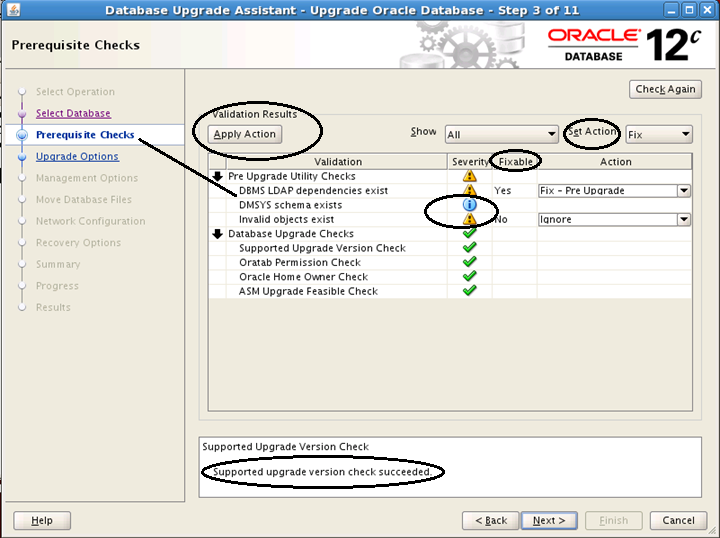 Database Upgrade Assistant - Upgrade Oracle Database - Step 3 of 11
Prerequisite Checks
ORACLE
DATABASE
12c
Select Operation
Select Database
Prerequisite Checks
Upgrade Options
Management Options
Move Database Files
Network Configuration
Recovery Options
Summary
Progress
Results
Check Again
Validation Results
Apply Action Show All Set Action Fix
Validation Severity Fixable Action
Pre Upgrade Utility Checks
DBMS LDAP dependencies exist Yes Fix - Pre Upgrade
DMSYS schema exists
Invalid objects exist No Ignore
Database Upgrade Checks
Supported Upgrade Version Check
Oratab Permission Check
Oracle Home Owner Check
ASM Upgrade Feasible Check
Supported Upgrade Version Check
Supported upgrade version check succeeded.
Help < Back Next > Finish Cancel